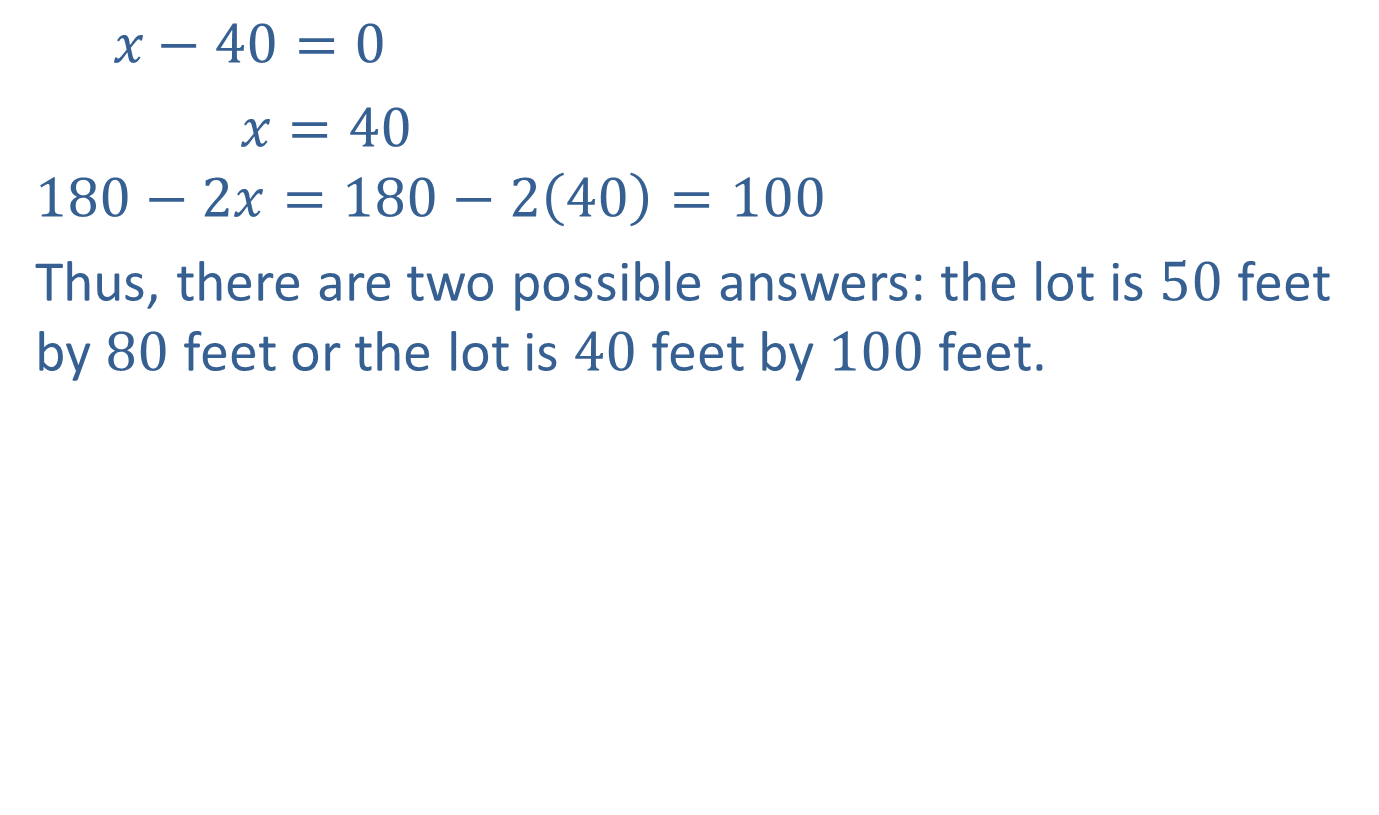 x − 40 = 0
x = 40
180 − 2x = 180 − 2(40) = 100
Thus, there are two possible answers: the lot is 50 feet
by 80 feet or the lot is 40 feet by 100 feet.